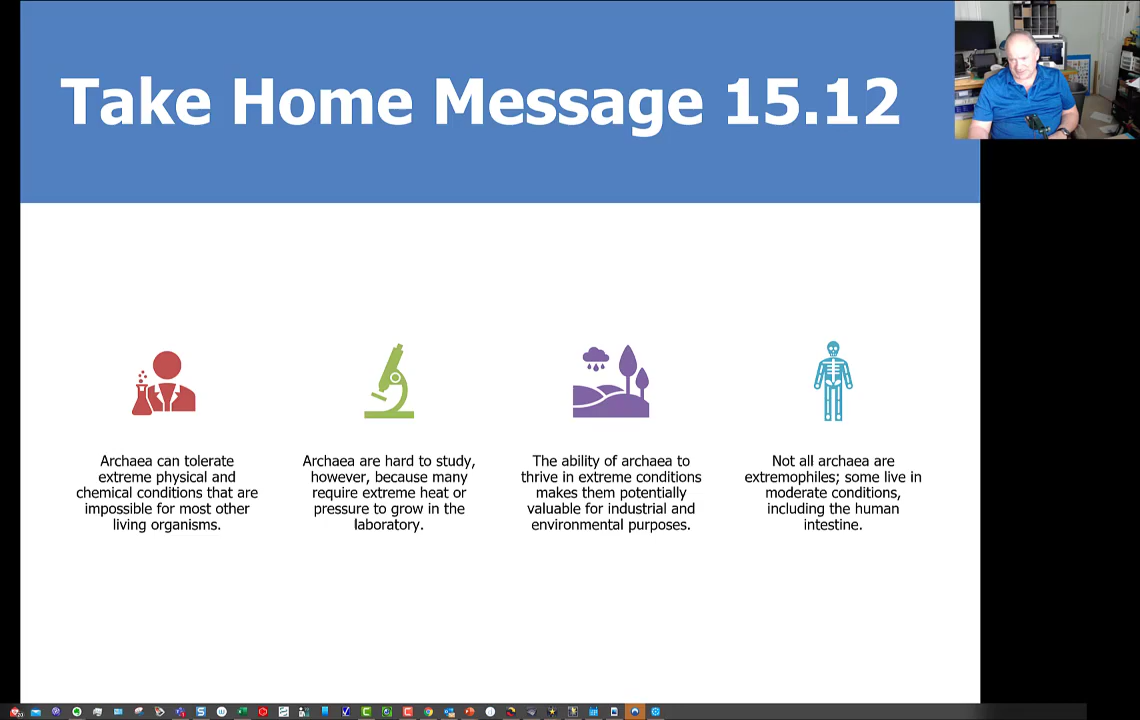 Take Home Message 15.12
Archaea can tolerate
extreme physical and
chemical conditions that are
impossible for most other
living organisms.
Archaea are hard to study,
however, because many
require extreme heat or
pressure to grow in the
laboratory.
The ability of archaea to
thrive in extreme conditions
makes them potentially
valuable for industrial and
environmental purposes.
Not all archaea are
extremophiles; some live in
moderate conditions,
including the human
intestine.